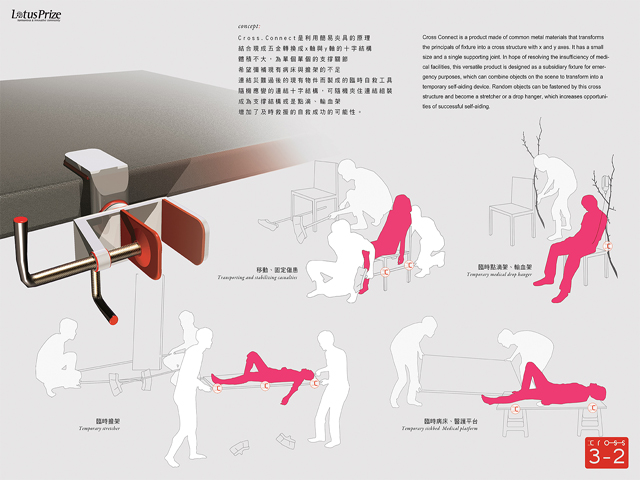 LotusPrize
concept:
Cross.Connect是利用簡易夾具的原理
結合現成五金轉換成x軸與y軸的十字結構
體積不大,為單個單個的支撐關節
希望彌補現有病床與擔架的不足
連結災難過後的現有物件而製成的臨時自救工具
隨機應變的連結十字結構,可隨機夾住連結組裝
成為支撐結構或是點滴、輸血架
增加了及時救援的自救成功的可能性。
Cross Connect is a product made of common metal materials that transforms
the principals of fixture into a cross structure with x and y axes. It has a small
size and a single supporting joint. In hope of resolving the insufficiency of medi-
cal facilities, this versatile product is designed as a subsidiary fixture for emer-
gency purposes, which can combine objects on the scene to transform into a
temporary self-aiding device. Random objects can be fastened by this cross
structure and become a stretcher or a drop hanger, which increases opportuni-
ties of successful self-aiding.
移動、固定傷患
Transporting and stabilizing casualties
臨時點滴架、輸血架
Temporary medical drop hanger
臨時擔架
Temporary stretcher
臨時病床、醫護平台
Temporary sickbed Medical platform
cross
3-2